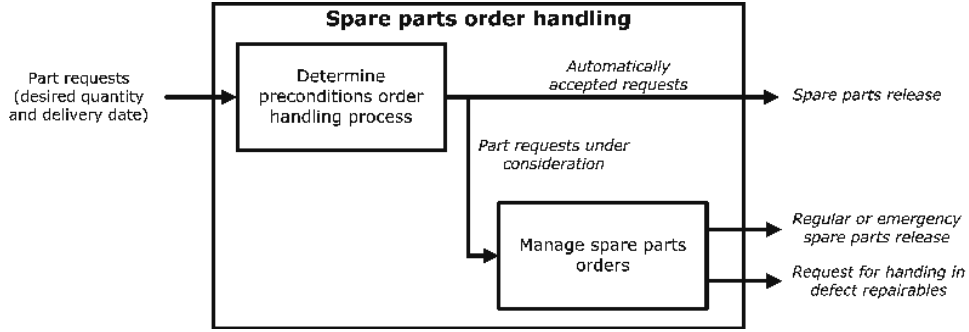 Spare parts order handling
Part requests
(desired quantity
and delivery date)
Determine
preconditions order
handling process
Automatically
accepted requests
Spare parts release
Part requests under
consideration
Manage spare parts
orders
Regular or emergency
spare parts release
Request for handing in
defect repairables